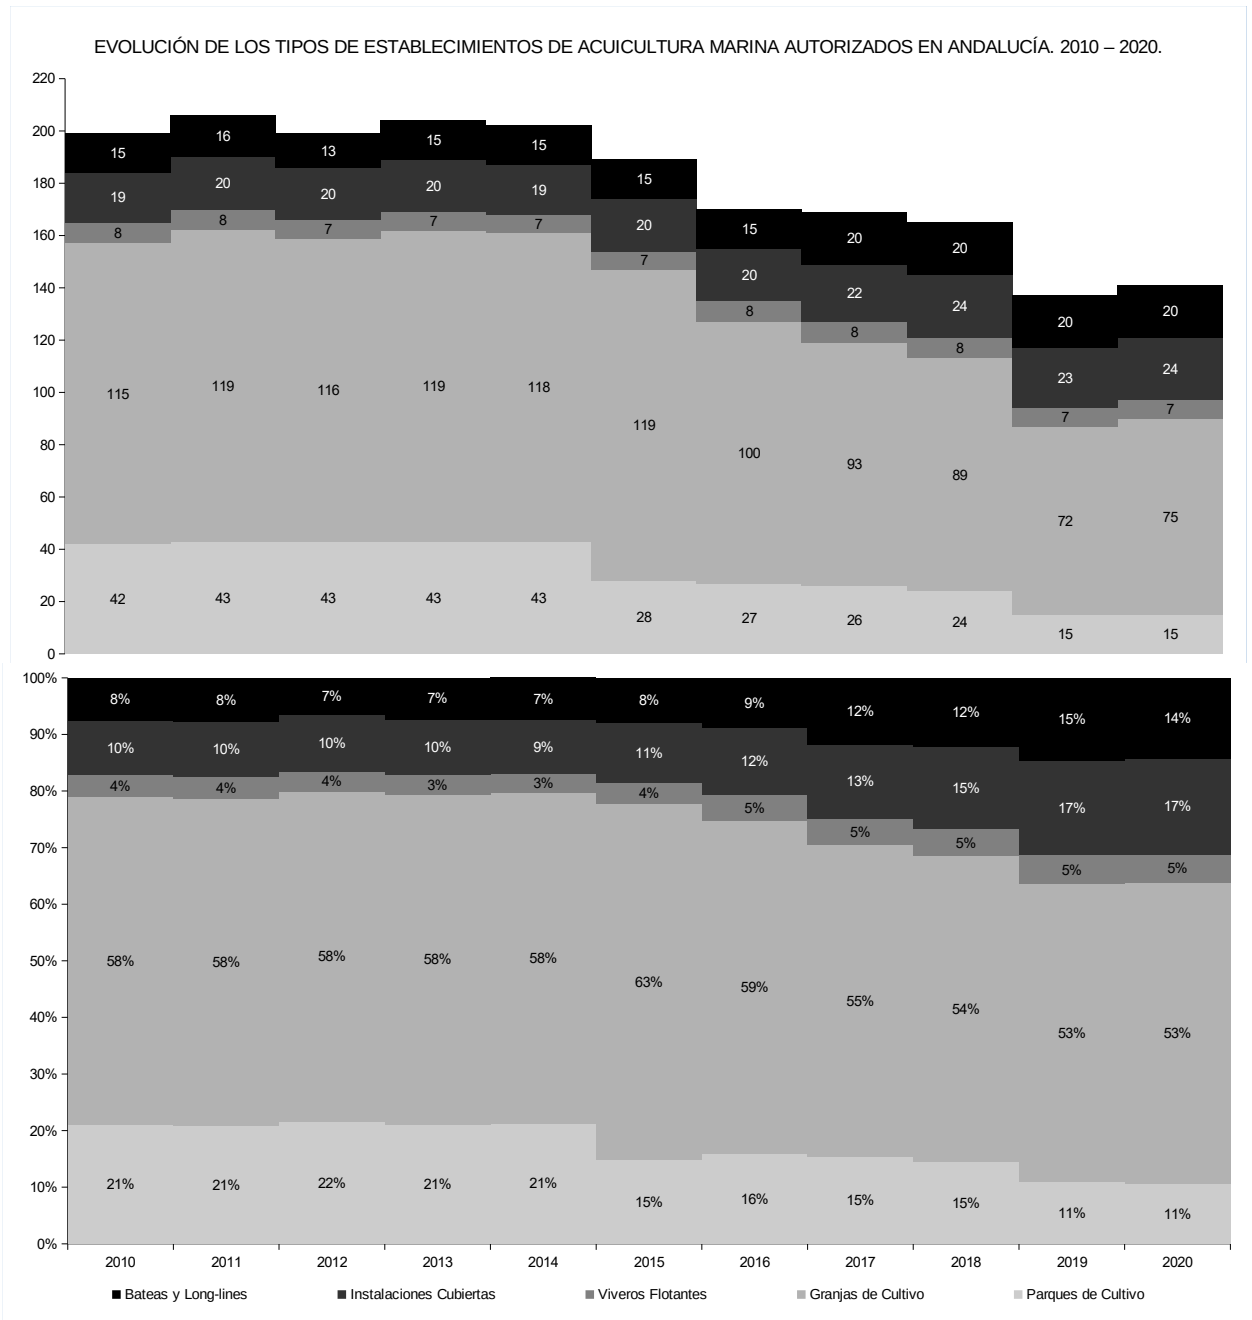 EVOLUCIÓN DE LOS TIPOS DE ESTABLECIMIENTOS DE ACUICULTURA MARINA AUTORIZADOS EN ANDALUCÍA. 2010 – 2020.
220
200
180
160
140
120
100
80
60
40
20
0
15 16 13 15 15 15 15 20 20 20 20
19 20 20 20 19 20 20 22 24 23 24
8 8 7 7 7 7 8 8 8 7 7
115 119 116 119 118 119 100 93 89 72 75
42 43 43 43 43 28 27 26 24 15 15
100%
90%
80%
70%
60%
50%
40%
30%
20%
10%
0%
8% 8% 7% 7% 7% 8% 9% 12% 12% 15% 14%
10% 10% 10% 10% 9% 11% 12% 13% 15% 17% 17%
4% 4% 4% 3% 3% 4% 5% 5% 5% 5% 5%
58% 58% 58% 58% 58% 63% 59% 55% 54% 53% 53%
21% 21% 22% 21% 21% 15% 16% 15% 15% 11% 11%
2010 2011 2012 2013 2014 2015 2016 2017 2018 2019 2020
Bateas y Long-lines Instalaciones Cubiertas Viveros Flotantes Granjas de Cultivo Parques de Cultivo